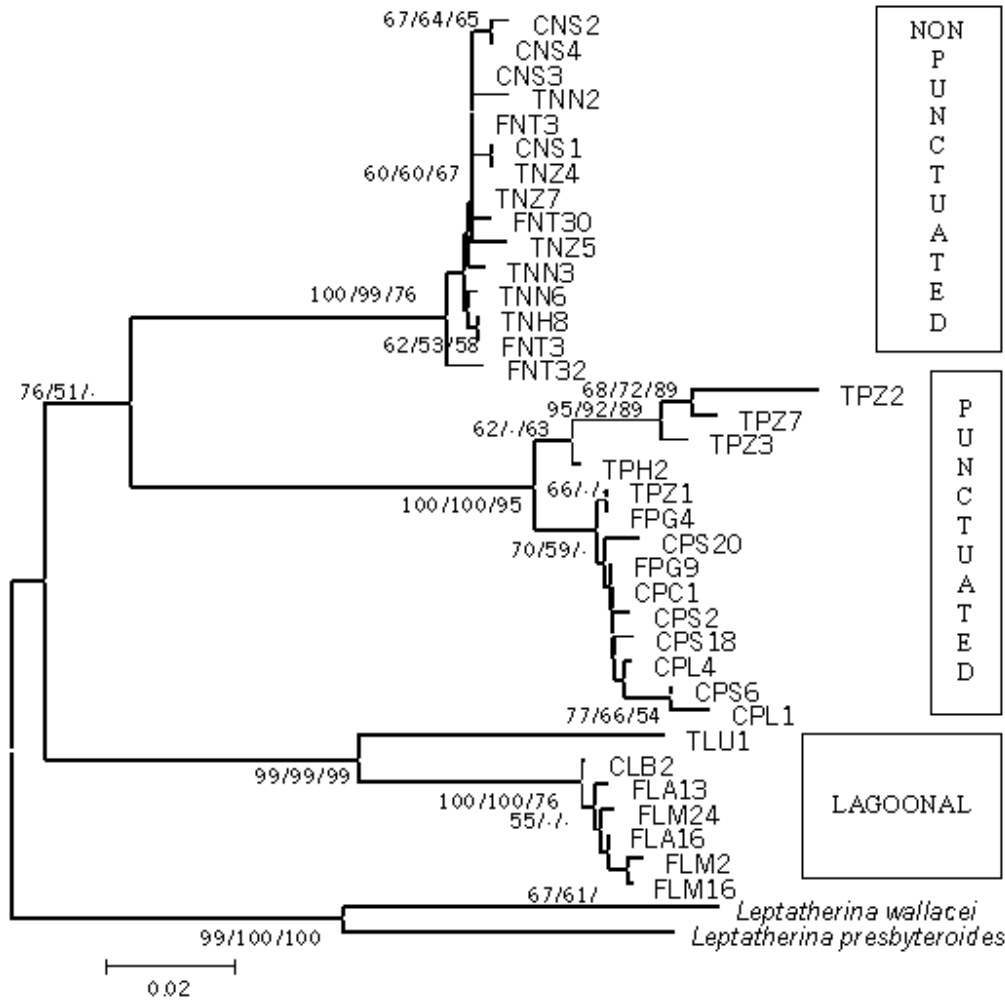 67/64/65
CNS2
CNS4
CNS3
TNN2
FNT3
CNS1
60/60/67
TNZ4
TNZ7
FNT30
TNZ5
TNN3
100/99/76
TNN6
TNH8
62/53/58
FNT3
FNT32
NON
P
U
N
C
T
U
A
T
E
D
76/51/.
68/72/89
TPZ2
95/92/89
TPZ7
62/./63
TPZ3
TPH2
66/./.
TPZ1
100/100/95
FPG4
70/59/.
CPS20
FPG9
CPC1
CPS2
CPS18
CPL4
CPS6
77/66/54
CPL1
P
U
N
C
T
U
A
T
E
D
TLU1
99/99/99
CLB2
FLA13
100/100/76
FLM24
55/./.
FLA16
FLM2
FLM16
LAGOONAL
67/61/
Leptatherina wallacei
99/100/100
Leptatherina presbyteroides
0.02